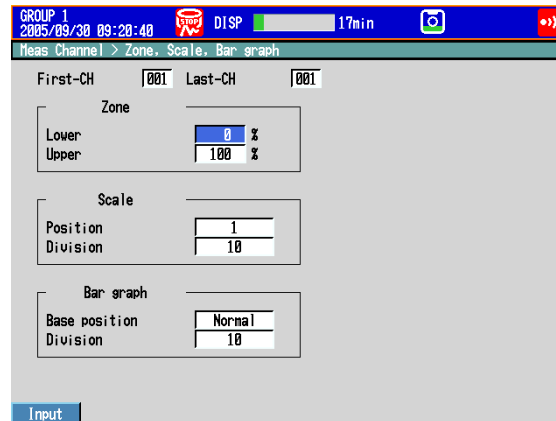 GROUP 1
2005/09/30 09:20:40
STOP
DISP
17min
Meas Channel > Zone, Scale, Bar graph
First-CH 001 Last-CH 001
Zone
Lower 0 %
Upper 100 %
Scale
Position 1
Division 10
Bar graph
Base position Normal
Division 10
Input